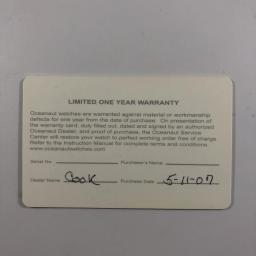 LIMITED ONE YEAR WARRANTY
Oceanaut watches are warranted against material or workmanship
defects for one year from the date of purchase. On presentation of
the warranty card, duly filled out, dated and signed by an authorized
Oceanaut Dealer, and proof of purchase, the Oceanaut Service
Center will restore your watch to perfect working order free of charge.
Refer to the Instruction Manual for complete terms and conditions.
www.oceanautwatches.com
Serial No. Purchaser's Name
Dealer Name Cook Purchase Date 5-11-07